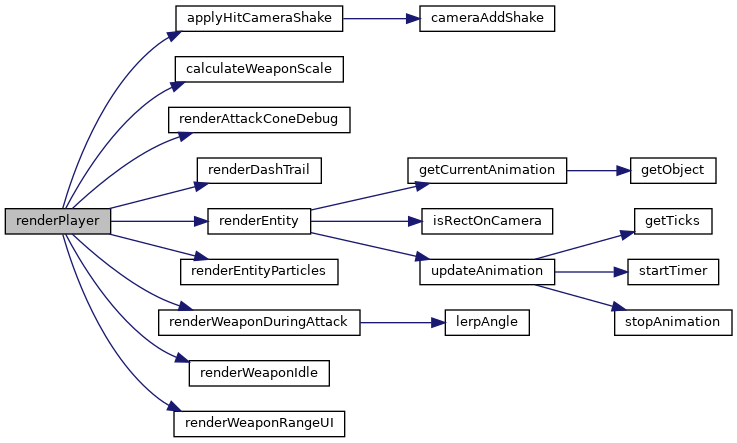 applyHitCameraShake
cameraAddShake
calculateWeaponScale
renderAttackConeDebug
renderDashTrail
getCurrentAnimation
getObject
renderPlayer
renderEntity
isRectOnCamera
getTicks
renderEntityParticles
updateAnimation
startTimer
renderWeaponDuringAttack
lerpAngle
stopAnimation
renderWeaponIdle
renderWeaponRangeUI